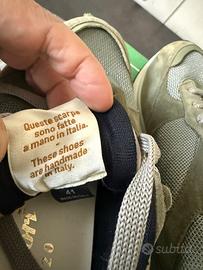 Queste scarpe
sono fatte
a mano in Italia.
-
These shoes
are handmade
in Italy.
41
subito